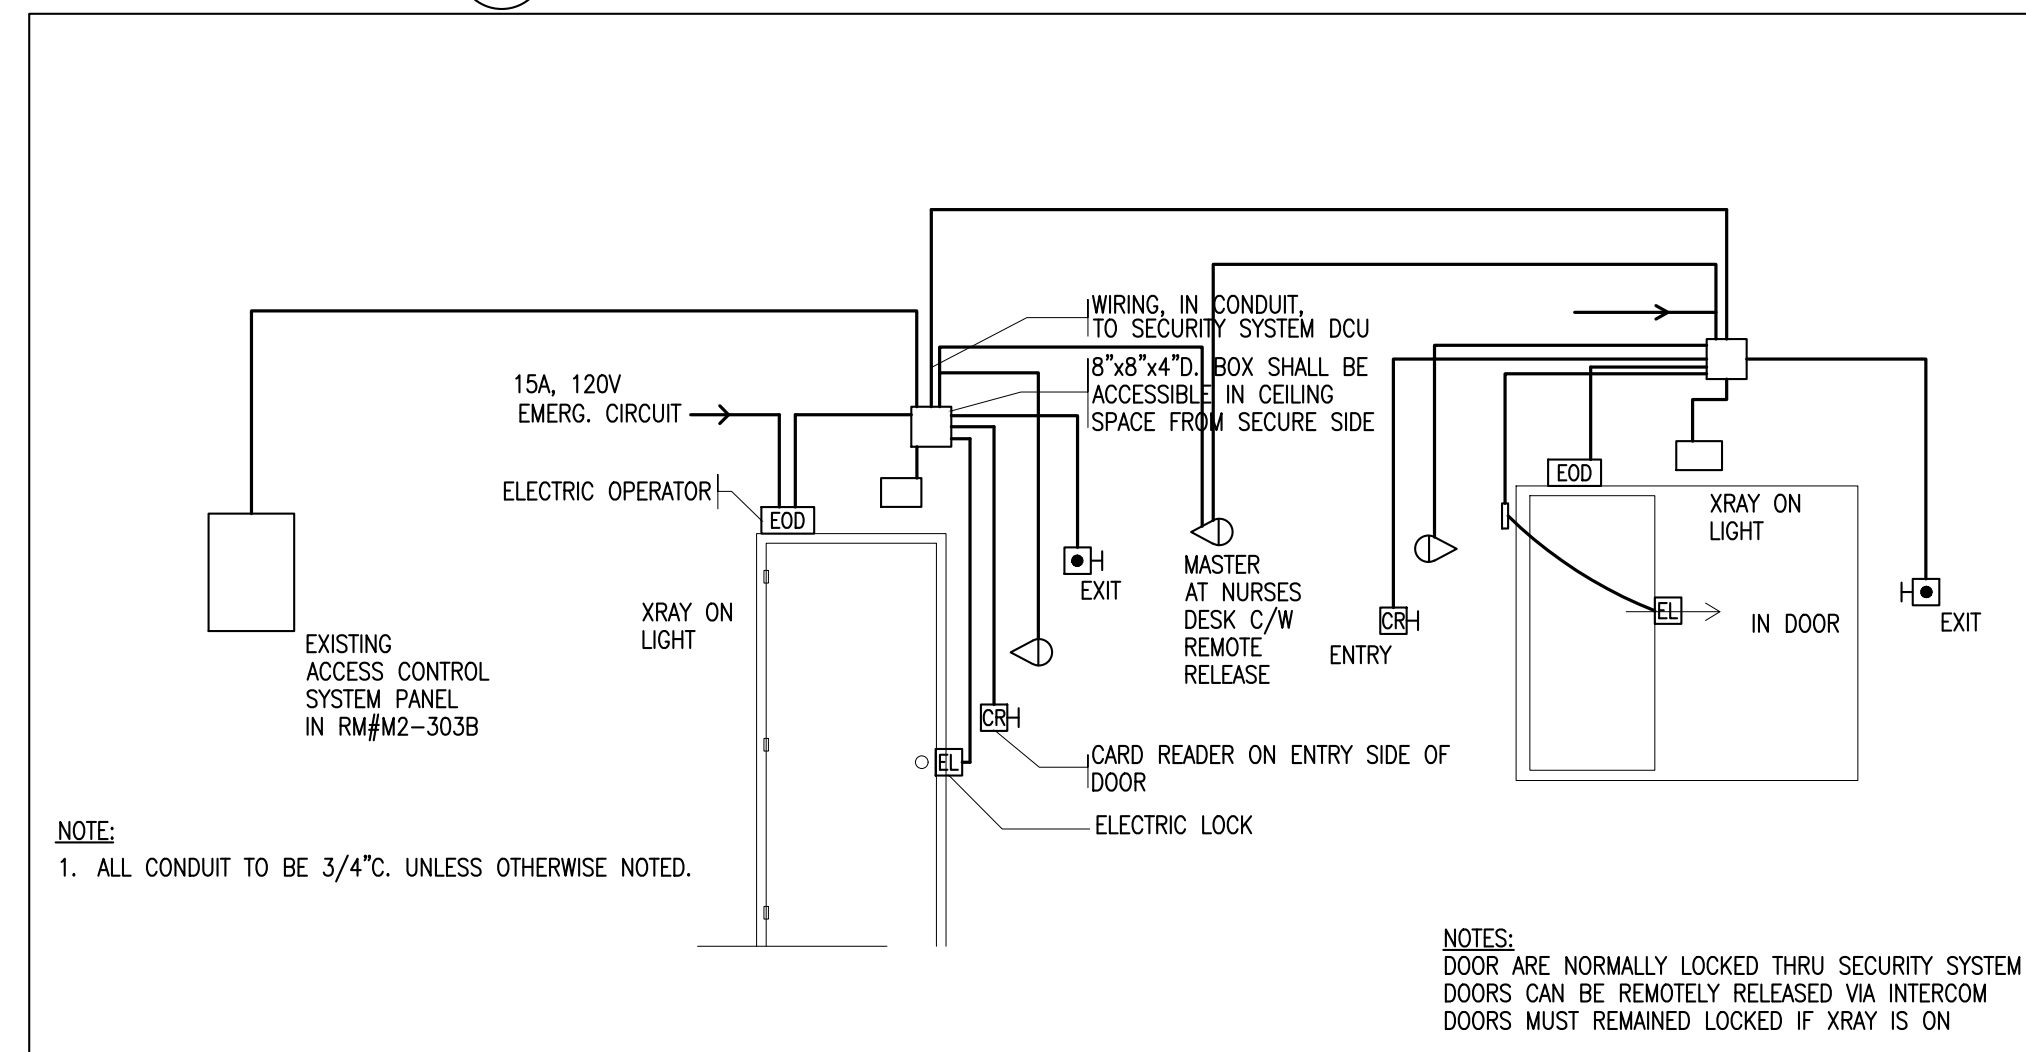 WIRING, IN CONDUIT,
TO SECURITY SYSTEM DCU
8"x8"x4"D. BOX SHALL BE
ACCESSIBLE IN CEILING
SPACE FROM SECURE SIDE
15A, 120V
EMERG. CIRCUIT
ELECTRIC OPERATOR
EOD
EXISTING
ACCESS CONTROL
SYSTEM PANEL
IN RM#M2-303B
XRAY ON
LIGHT
EXIT
MASTER
AT NURSES
DESK C/W
REMOTE
RELEASE
CR
EL
CARD READER ON ENTRY SIDE OF
DOOR
ELECTRIC LOCK
EOD
XRAY ON
LIGHT
CR
ENTRY
EL
IN DOOR
EXIT
NOTE:
1. ALL CONDUIT TO BE 3/4"C. UNLESS OTHERWISE NOTED.
NOTES:
DOOR ARE NORMALLY LOCKED THRU SECURITY SYSTEM
DOORS CAN BE REMOTELY RELEASED VIA INTERCOM
DOORS MUST REMAINED LOCKED IF XRAY IS ON